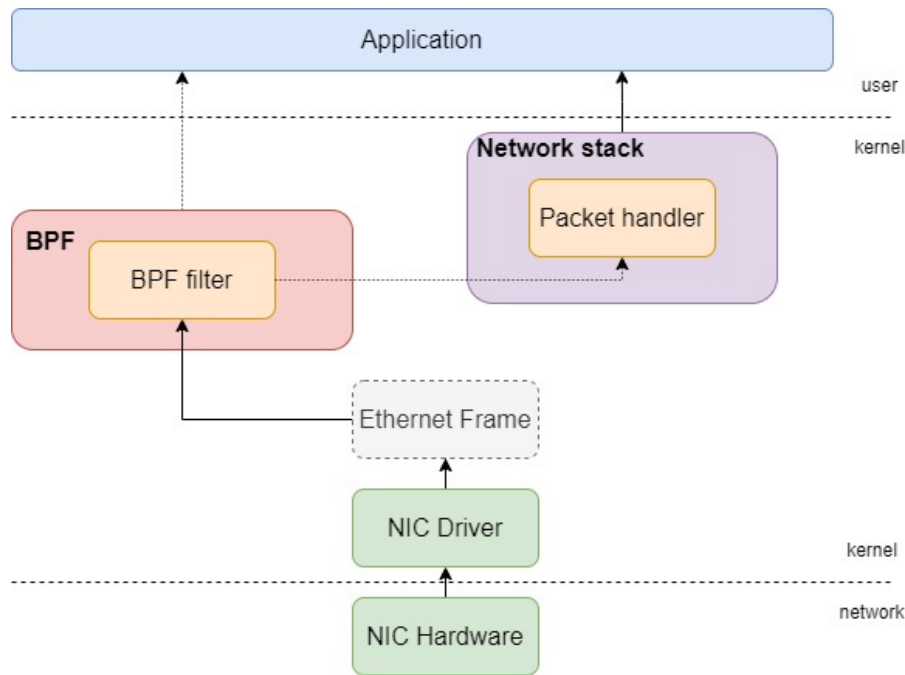 Application
user
kernel
Network stack
Packet handler
BPF
BPF filter
Ethernet Frame
NIC Driver
kernel
network
NIC Hardware